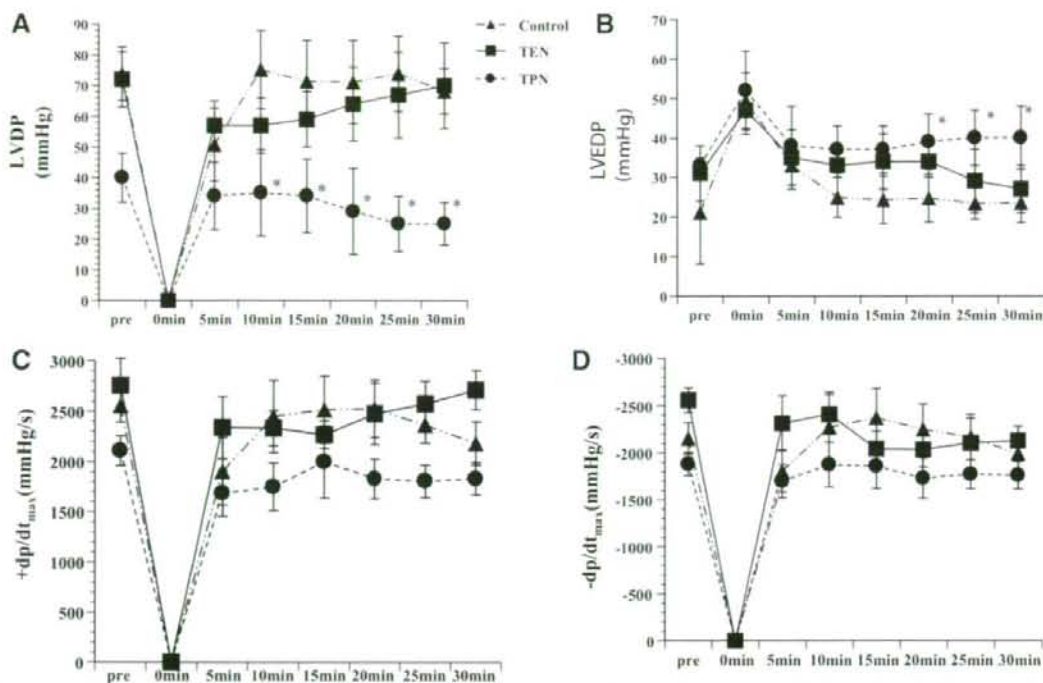 A
LVDP
(mmHg)
90
80
70
60
50
40
30
20
10
0
pre 0min 5min 10min 15min 20min 25min 30min
* * * * *
Control
TEN
TPN
B
LVEDP
(mmHg)
70
60
50
40
30
20
10
0
pre 0min 5min 10min 15min 20min 25min 30min
* * *
C
+dp/dtmax(mmHg/s)
3000
2500
2000
1500
1000
500
0
pre 0min 5min 10min 15min 20min 25min 30min
D
-dp/dtmax(mmHg/s)
-3000
-2500
-2000
-1500
-1000
-500
0
pre 0min 5min 10min 15min 20min 25min 30min